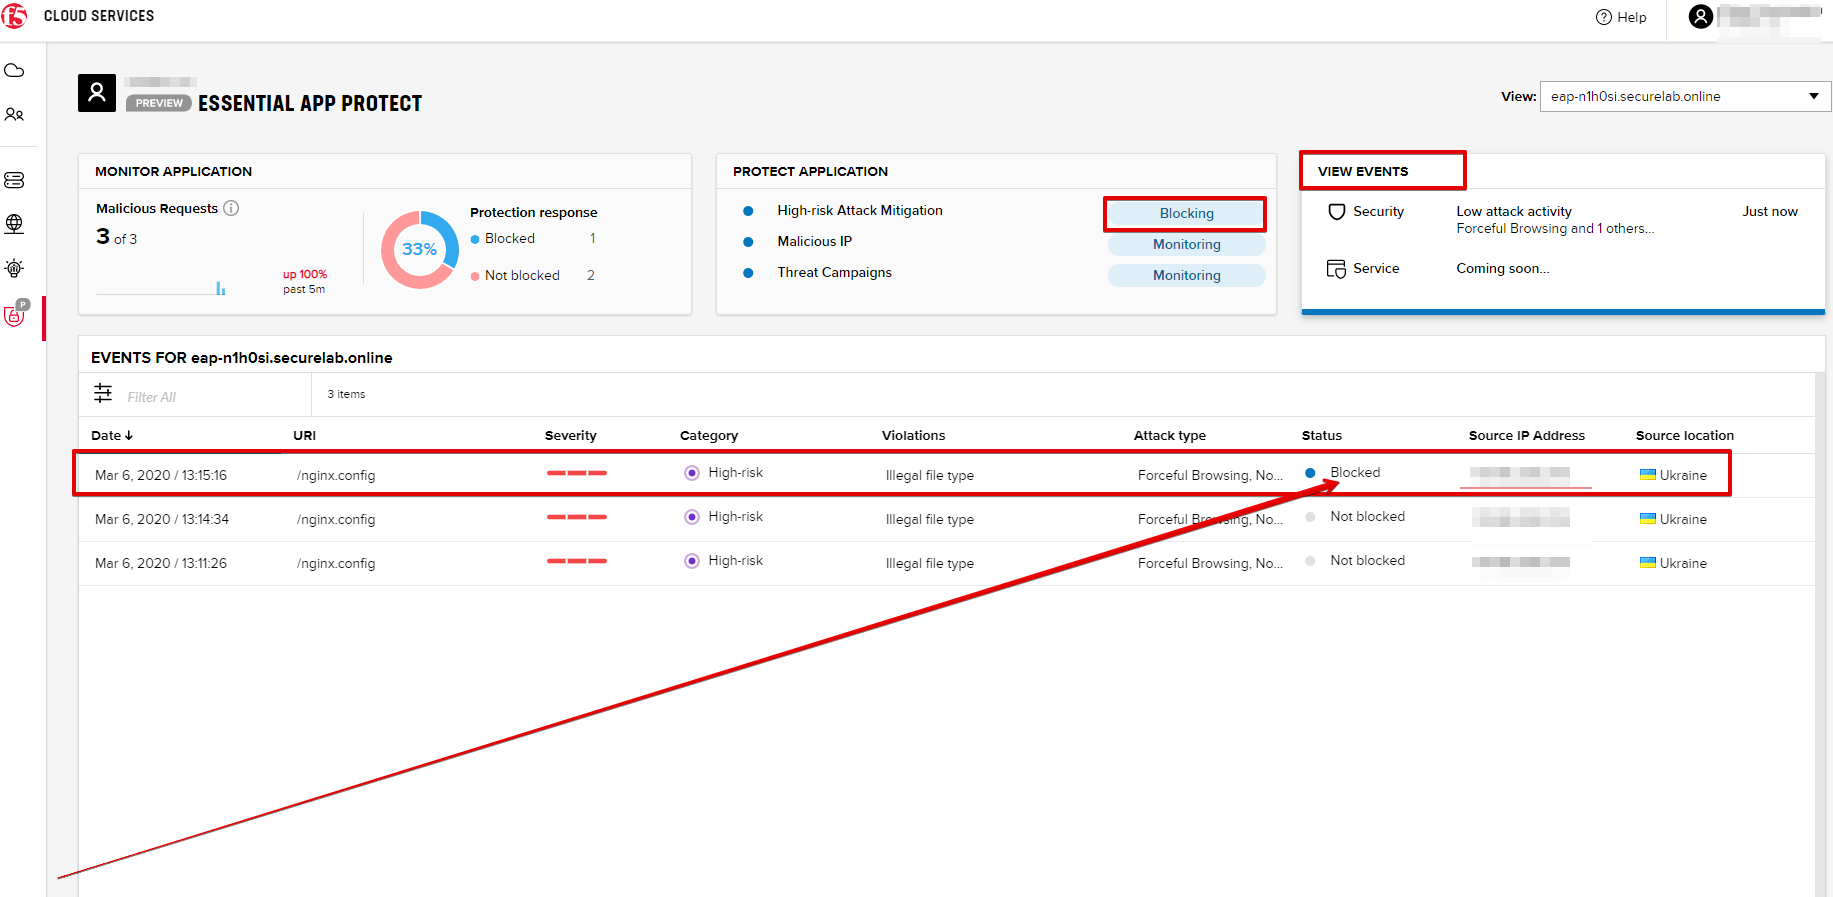 f5 CLOUD SERVICES
Help
PREVIEW ESSENTIAL APP PROTECT
View: eap-n1h0si.securelab.online
P
MONITOR APPLICATION
Malicious Requests
3 of 3
up 100%
past 5m
33%
Protection response
Blocked 1
Not blocked 2
PROTECT APPLICATION
High-risk Attack Mitigation Blocking
Malicious IP Monitoring
Threat Campaigns Monitoring
VIEW EVENTS
Security Low attack activity Just now
Forceful Browsing and 1 others...
Service Coming soon...
EVENTS FOR eap-n1h0si.securelab.online
Filter All 3 items
Date URI Severity Category Violations Attack type Status Source IP Address Source location
Mar 6, 2020 / 13:15:16 /nginx.config High-risk Illegal file type Forceful Browsing, No... Blocked Ukraine
Mar 6, 2020 / 13:14:34 /nginx.config High-risk Illegal file type Forceful Browsing, No... Not blocked Ukraine
Mar 6, 2020 / 13:11:26 /nginx.config High-risk Illegal file type Forceful Browsing, No... Not blocked Ukraine